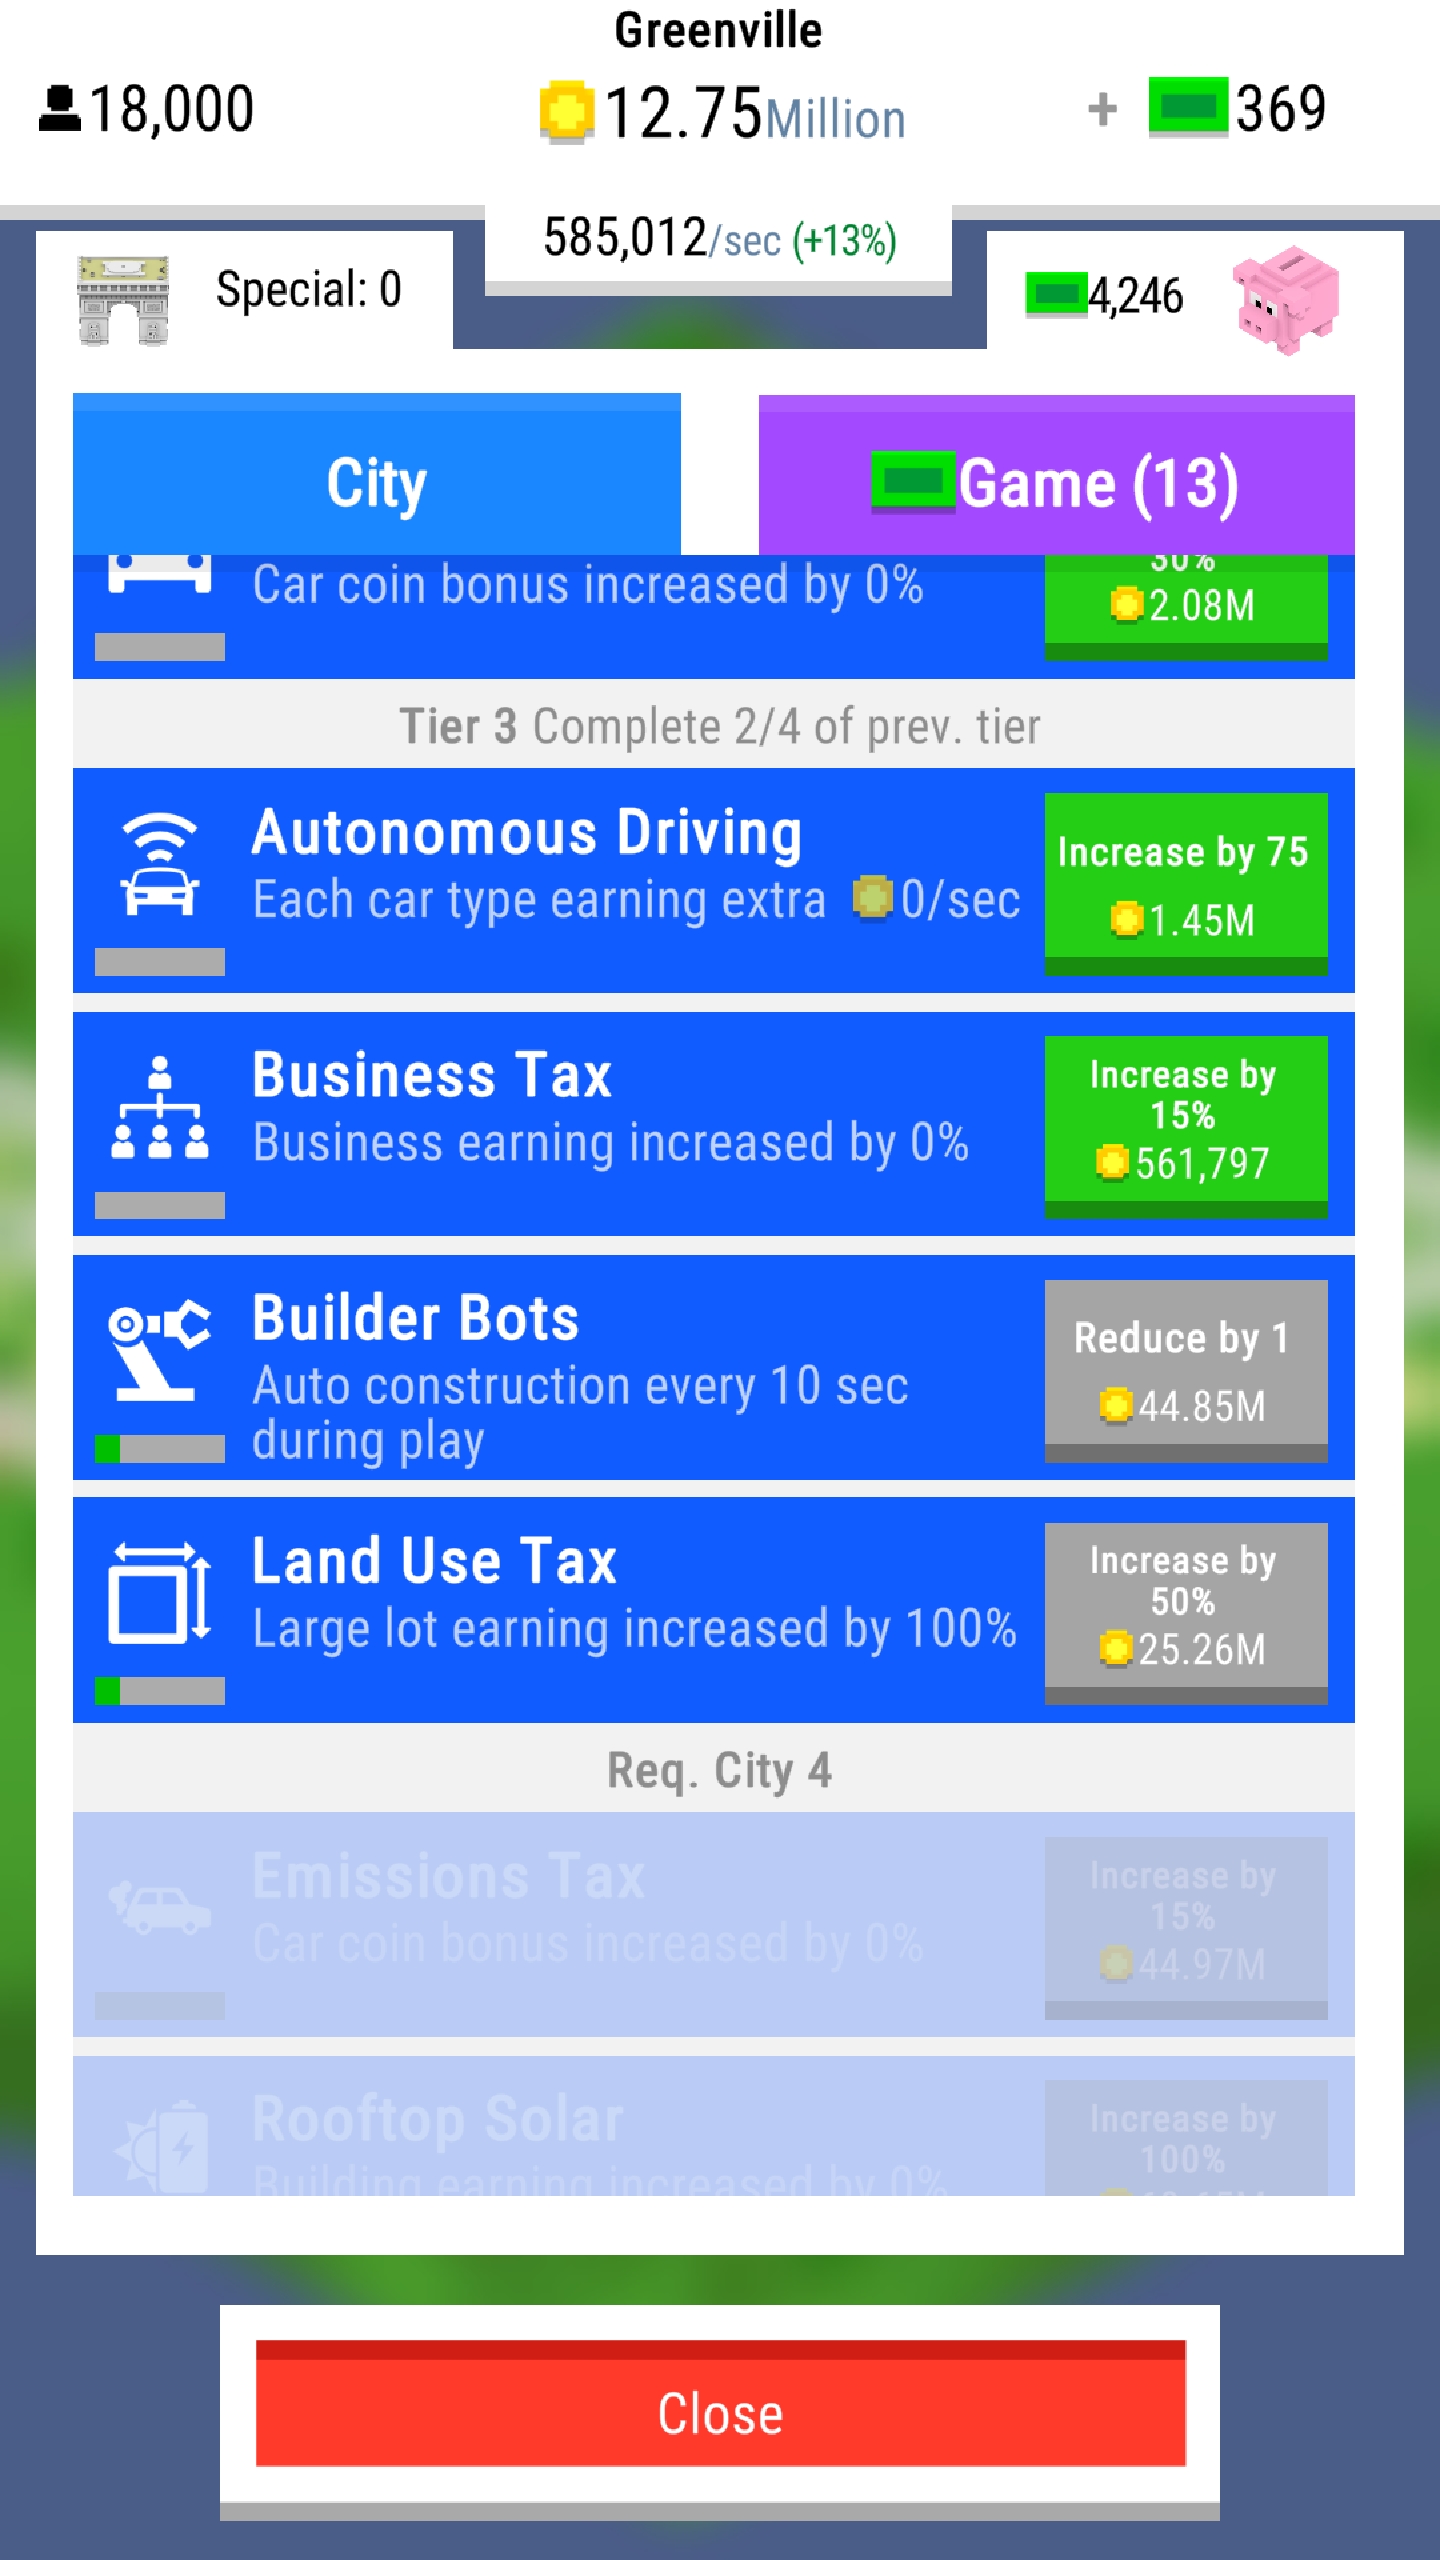 Greenville
18,000
12.75Million
+ 369
585,012/sec (+13%)
Special: 0
4,246
City
Game (13)
Car coin bonus increased by 0%
30%
2.08M
Tier 3 Complete 2/4 of prev. tier
Autonomous Driving
Each car type earning extra 0/sec
Increase by 75
1.45M
Business Tax
Business earning increased by 0%
Increase by
15%
561,797
Builder Bots
Auto construction every 10 sec
during play
Reduce by 1
44.85M
Land Use Tax
Large lot earning increased by 100%
Increase by
50%
25.26M
Req. City 4
Emissions Tax
Car coin bonus increased by 0%
Increase by
15%
44.97M
Rooftop Solar
Building earning increased by 0%
Increase by
100%
Close